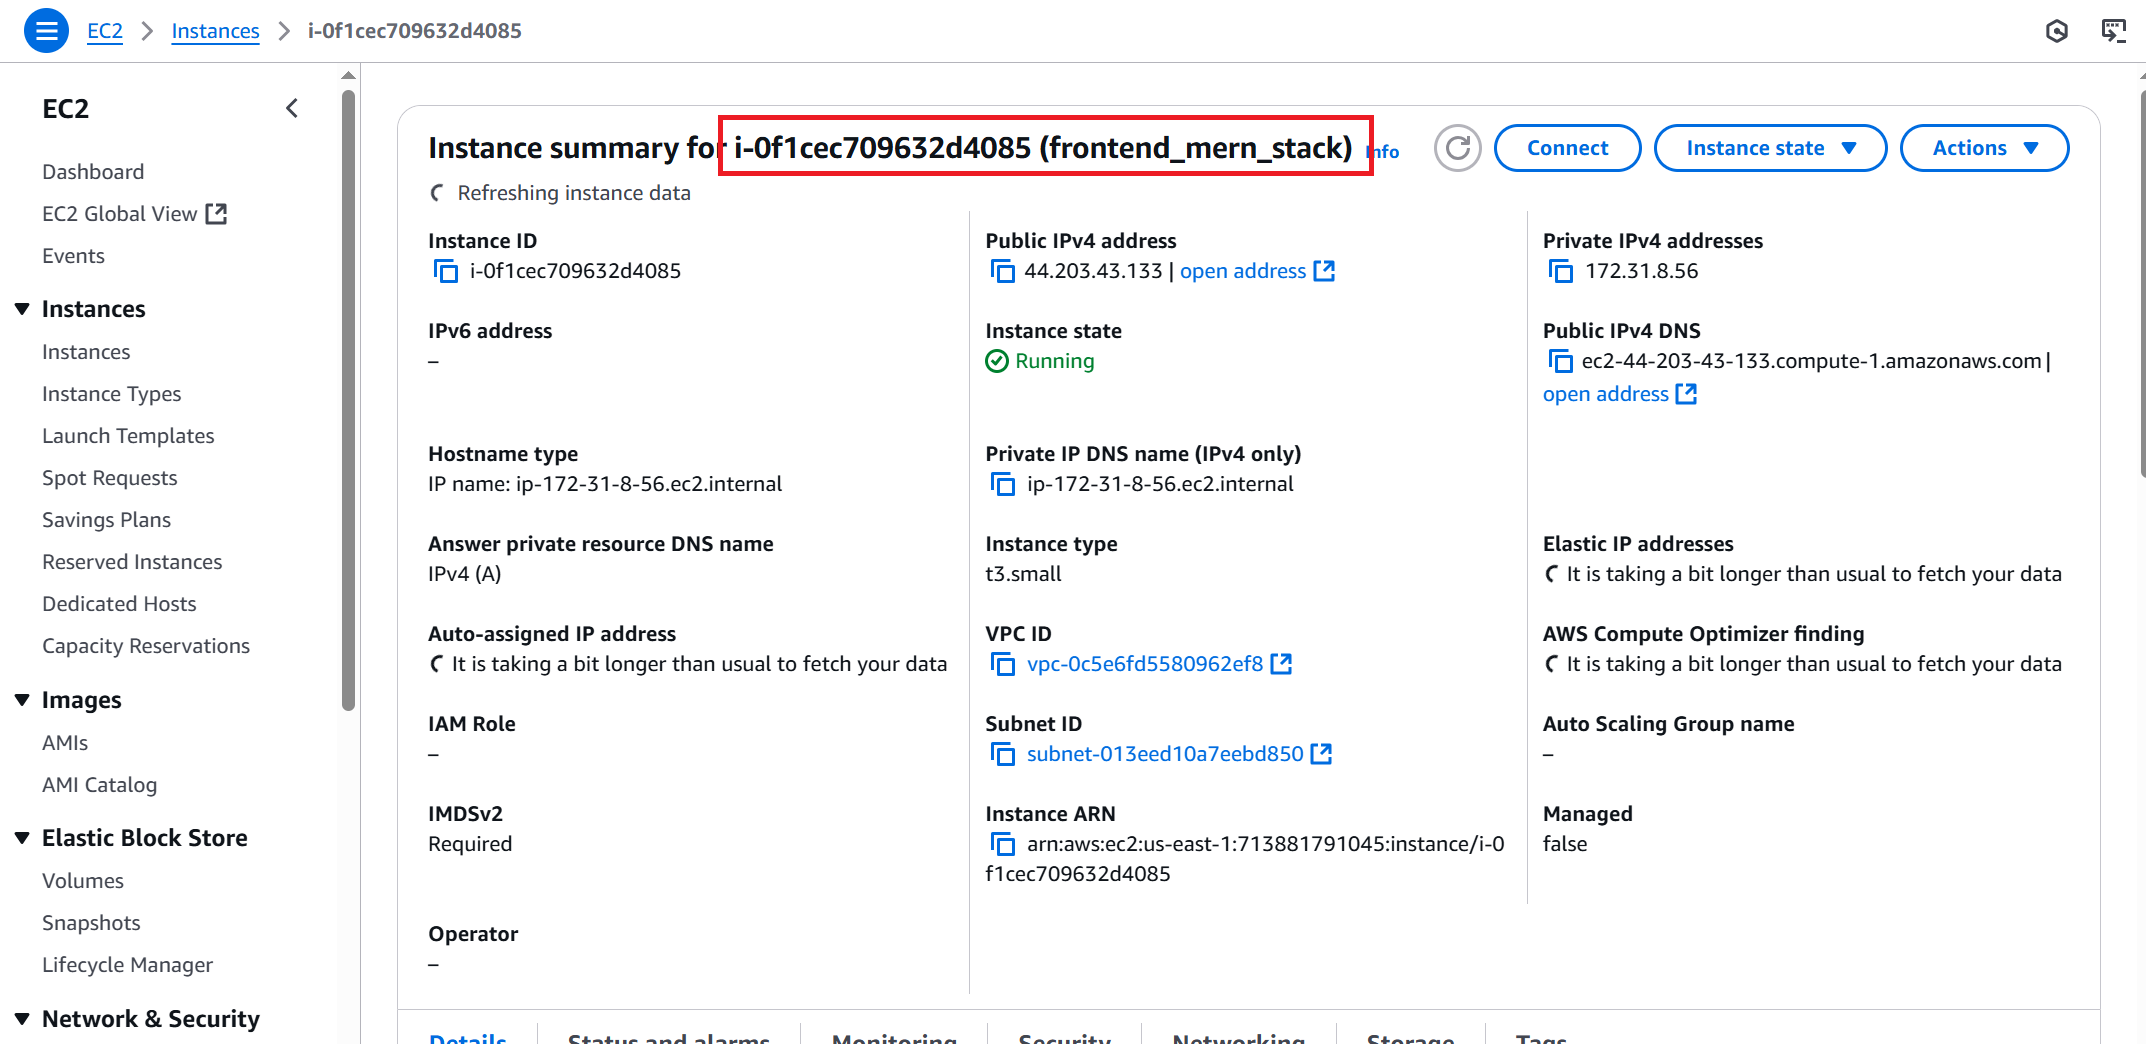 EC2 > Instances > i-0f1cec709632d4085
EC2
Dashboard
EC2 Global View
Events
Instances
Instances
Instance Types
Launch Templates
Spot Requests
Savings Plans
Reserved Instances
Dedicated Hosts
Capacity Reservations
Images
AMIs
AMI Catalog
Elastic Block Store
Volumes
Snapshots
Lifecycle Manager
Network & Security
Instance summary for i-0f1cec709632d4085 (frontend_mern_stack) Info
Connect
Instance state
Actions
Refreshing instance data
Instance ID
i-0f1cec709632d4085
Public IPv4 address
44.203.43.133 | open address
Private IPv4 addresses
172.31.8.56
IPv6 address
–
Instance state
Running
Public IPv4 DNS
ec2-44-203-43-133.compute-1.amazonaws.com |
open address
Hostname type
IP name: ip-172-31-8-56.ec2.internal
Private IP DNS name (IPv4 only)
ip-172-31-8-56.ec2.internal
Answer private resource DNS name
IPv4 (A)
Instance type
t3.small
Elastic IP addresses
It is taking a bit longer than usual to fetch your data
Auto-assigned IP address
It is taking a bit longer than usual to fetch your data
VPC ID
vpc-0c5e6fd5580962ef8
AWS Compute Optimizer finding
It is taking a bit longer than usual to fetch your data
IAM Role
–
Subnet ID
subnet-013eed10a7eebd850
Auto Scaling Group name
–
IMDSv2
Required
Instance ARN
arn:aws:ec2:us-east-1:713881791045:instance/i-0
f1cec709632d4085
Managed
false
Operator
–
Details
Status and alarms
Monitoring
Security
Networking
Storage
Tags